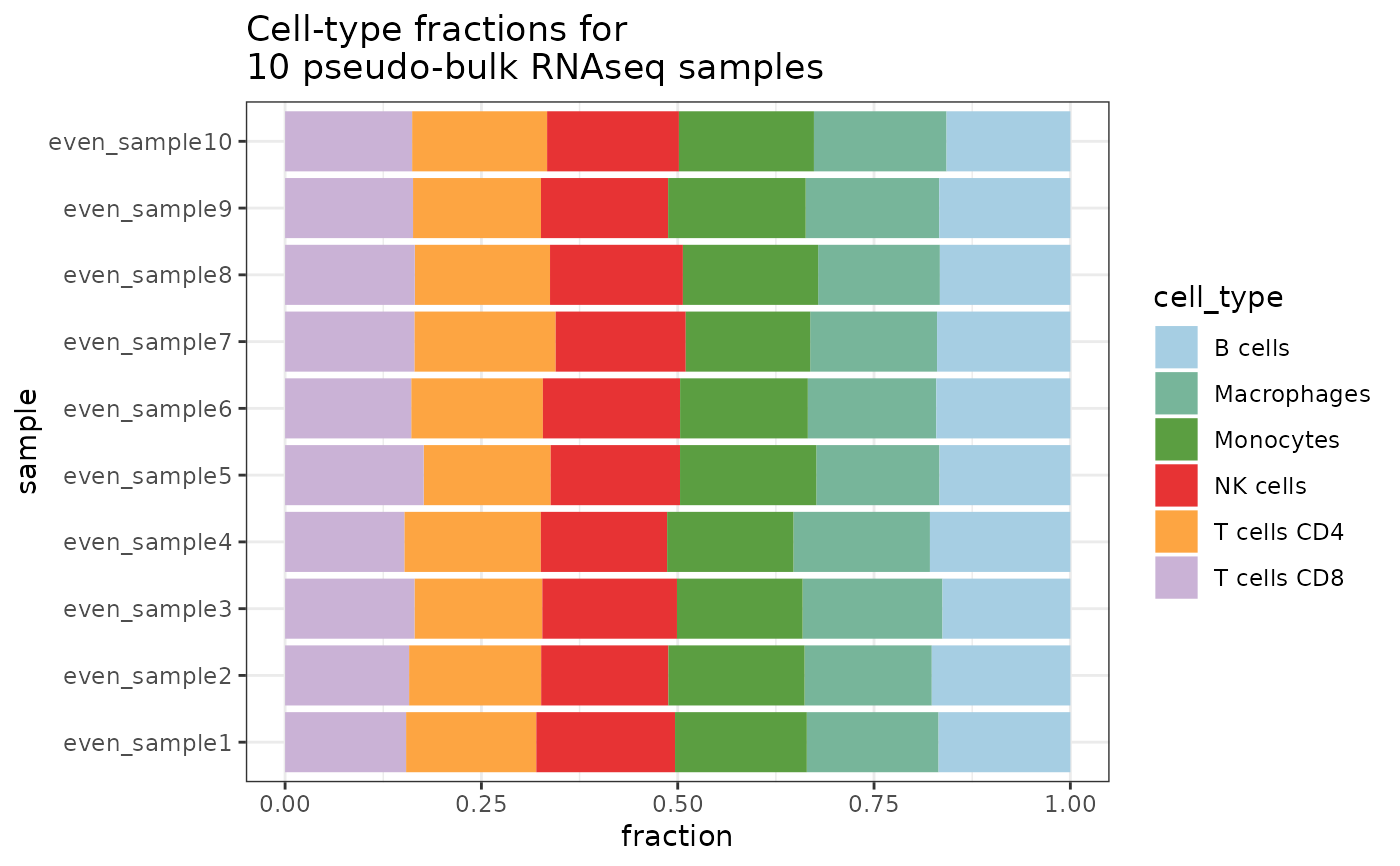 Cell-type fractions for
10 pseudo-bulk RNAseq samples
sample
even_sample10
even_sample9
even_sample8
even_sample7
even_sample6
even_sample5
even_sample4
even_sample3
even_sample2
even_sample1
0.00 0.25 0.50 0.75 1.00
fraction
cell_type
B cells
Macrophages
Monocytes
NK cells
T cells CD4
T cells CD8